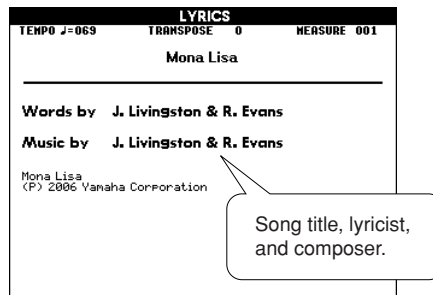 LYRICS
TEMPO ♩=069 TRANSPOSE 0 MEASURE 001
Mona Lisa
Words by J. Livingston & R. Evans
Music by J. Livingston & R. Evans
Mona Lisa
(P) 2006 Yamaha Corporation
Song title, lyricist,
and composer.